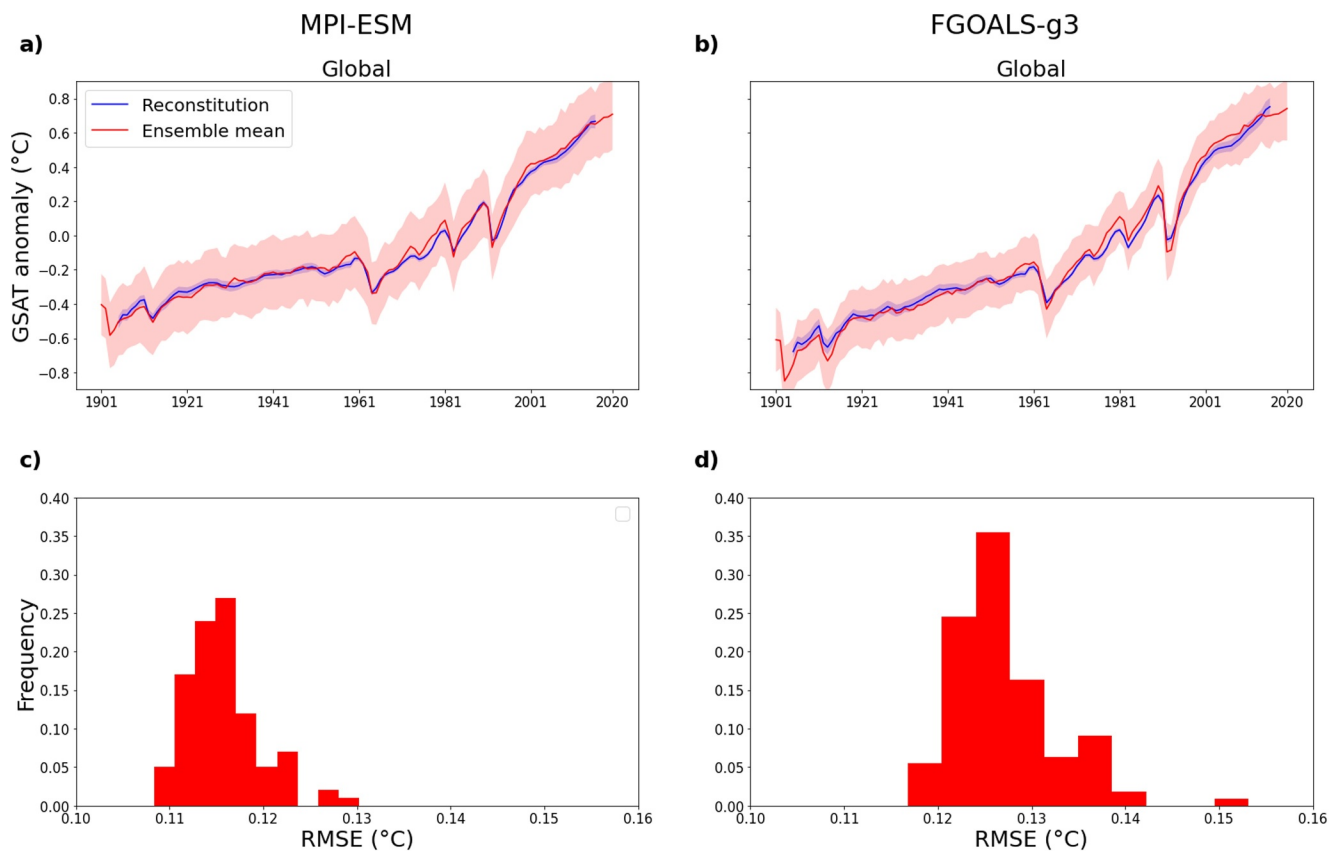 MPI-ESM
FGOALS-g3
a)
b)
Global
Global
Reconstitution
Ensemble mean
GSAT anomaly (°C)
0.8
0.6
0.4
0.2
0.0
−0.2
−0.4
−0.6
−0.8
1901 1921 1941 1961 1981 2001 2020
1901 1921 1941 1961 1981 2001 2020
c)
d)
Frequency
0.40
0.35
0.30
0.25
0.20
0.15
0.10
0.05
0.00
0.10 0.11 0.12 0.13 0.14 0.15 0.16
RMSE (°C)
0.40
0.35
0.30
0.25
0.20
0.15
0.10
0.05
0.00
0.10 0.11 0.12 0.13 0.14 0.15 0.16
RMSE (°C)